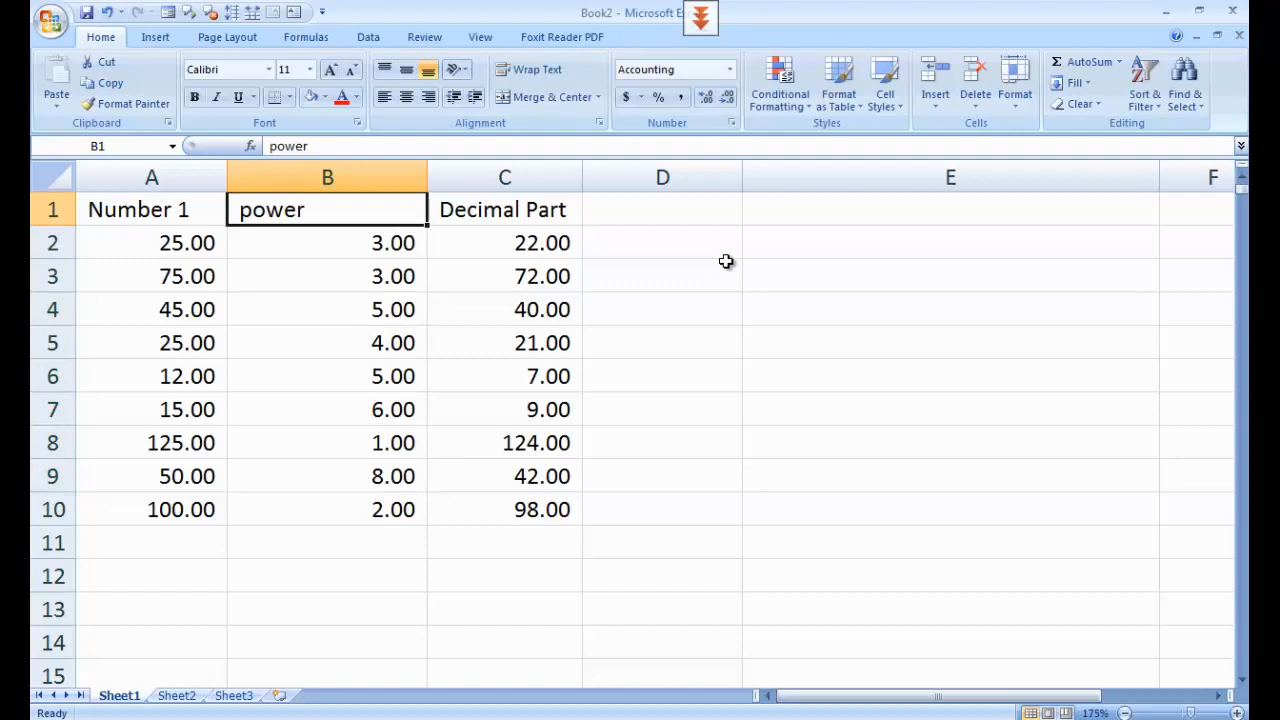 Book2 - Microsoft E
Home Insert Page Layout Formulas Data Review View Foxit Reader PDF
Cut
Copy
Format Painter
Paste
Calibri 11
B I U
Wrap Text
Merge & Center
Accounting
$ % ,
Conditional Formatting
Format as Table
Cell Styles
Insert Delete Format
AutoSum
Fill
Clear
Sort & Filter
Find & Select
Clipboard Font Alignment Number Styles Cells Editing
B1 fx power
A B C D E F
1 Number 1 power Decimal Part
2 25.00 3.00 22.00
3 75.00 3.00 72.00
4 45.00 5.00 40.00
5 25.00 4.00 21.00
6 12.00 5.00 7.00
7 15.00 6.00 9.00
8 125.00 1.00 124.00
9 50.00 8.00 42.00
10 100.00 2.00 98.00
11
12
13
14
15
Sheet1 Sheet2 Sheet3
Ready 175%